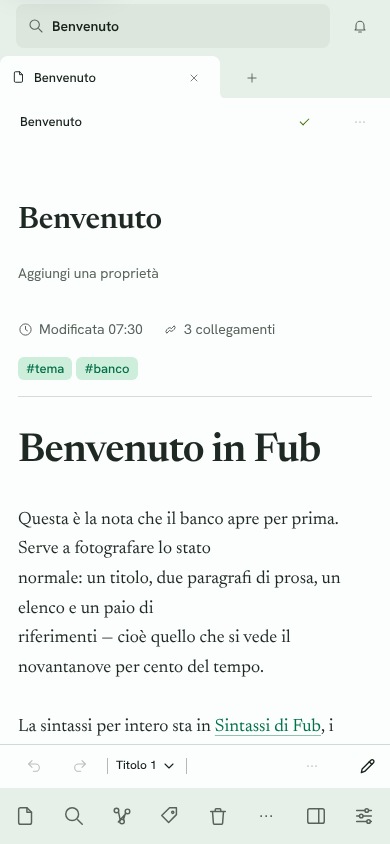 Benvenuto
Benvenuto
Benvenuto
Benvenuto
Aggiungi una proprietà
Modificata 07:30 3 collegamenti
#tema #banco
Benvenuto in Fub
Questa è la nota che il banco apre per prima.
Serve a fotografare lo stato
normale: un titolo, due paragrafi di prosa, un
elenco e un paio di
riferimenti — cioè quello che si vede il
novantanove per cento del tempo.
La sintassi per intero sta in Sintassi di Fub, i
Titolo 1